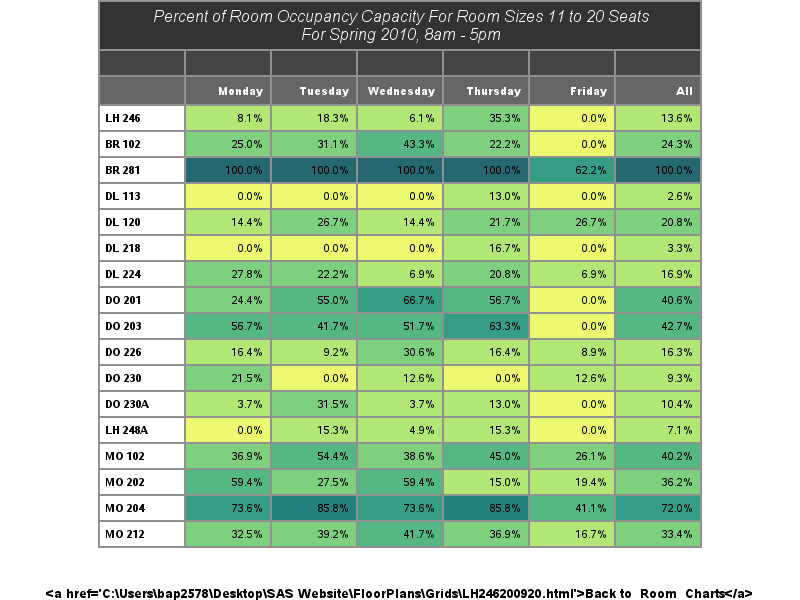 Percent of Room Occupancy Capacity For Room Sizes 11 to 20 Seats
For Spring 2010, 8am - 5pm
Monday Tuesday Wednesday Thursday Friday All
LH 246 8.1% 18.3% 6.1% 35.3% 0.0% 13.6%
BR 102 25.0% 31.1% 43.3% 22.2% 0.0% 24.3%
BR 281 100.0% 100.0% 100.0% 100.0% 62.2% 100.0%
DL 113 0.0% 0.0% 0.0% 13.0% 0.0% 2.6%
DL 120 14.4% 26.7% 14.4% 21.7% 26.7% 20.8%
DL 218 0.0% 0.0% 0.0% 16.7% 0.0% 3.3%
DL 224 27.8% 22.2% 6.9% 20.8% 6.9% 16.9%
DO 201 24.4% 55.0% 66.7% 56.7% 0.0% 40.6%
DO 203 56.7% 41.7% 51.7% 63.3% 0.0% 42.7%
DO 226 16.4% 9.2% 30.6% 16.4% 8.9% 16.3%
DO 230 21.5% 0.0% 12.6% 0.0% 12.6% 9.3%
DO 230A 3.7% 31.5% 3.7% 13.0% 0.0% 10.4%
LH 248A 0.0% 15.3% 4.9% 15.3% 0.0% 7.1%
MO 102 36.9% 54.4% 38.6% 45.0% 26.1% 40.2%
MO 202 59.4% 27.5% 59.4% 15.0% 19.4% 36.2%
MO 204 73.6% 85.8% 73.6% 85.8% 41.1% 72.0%
MO 212 32.5% 39.2% 41.7% 36.9% 16.7% 33.4%
<a href='C:\Users\bap2578\Desktop\SAS Website\FloorPlans\Grids\LH246200920.html'>Back to Room Charts</a>